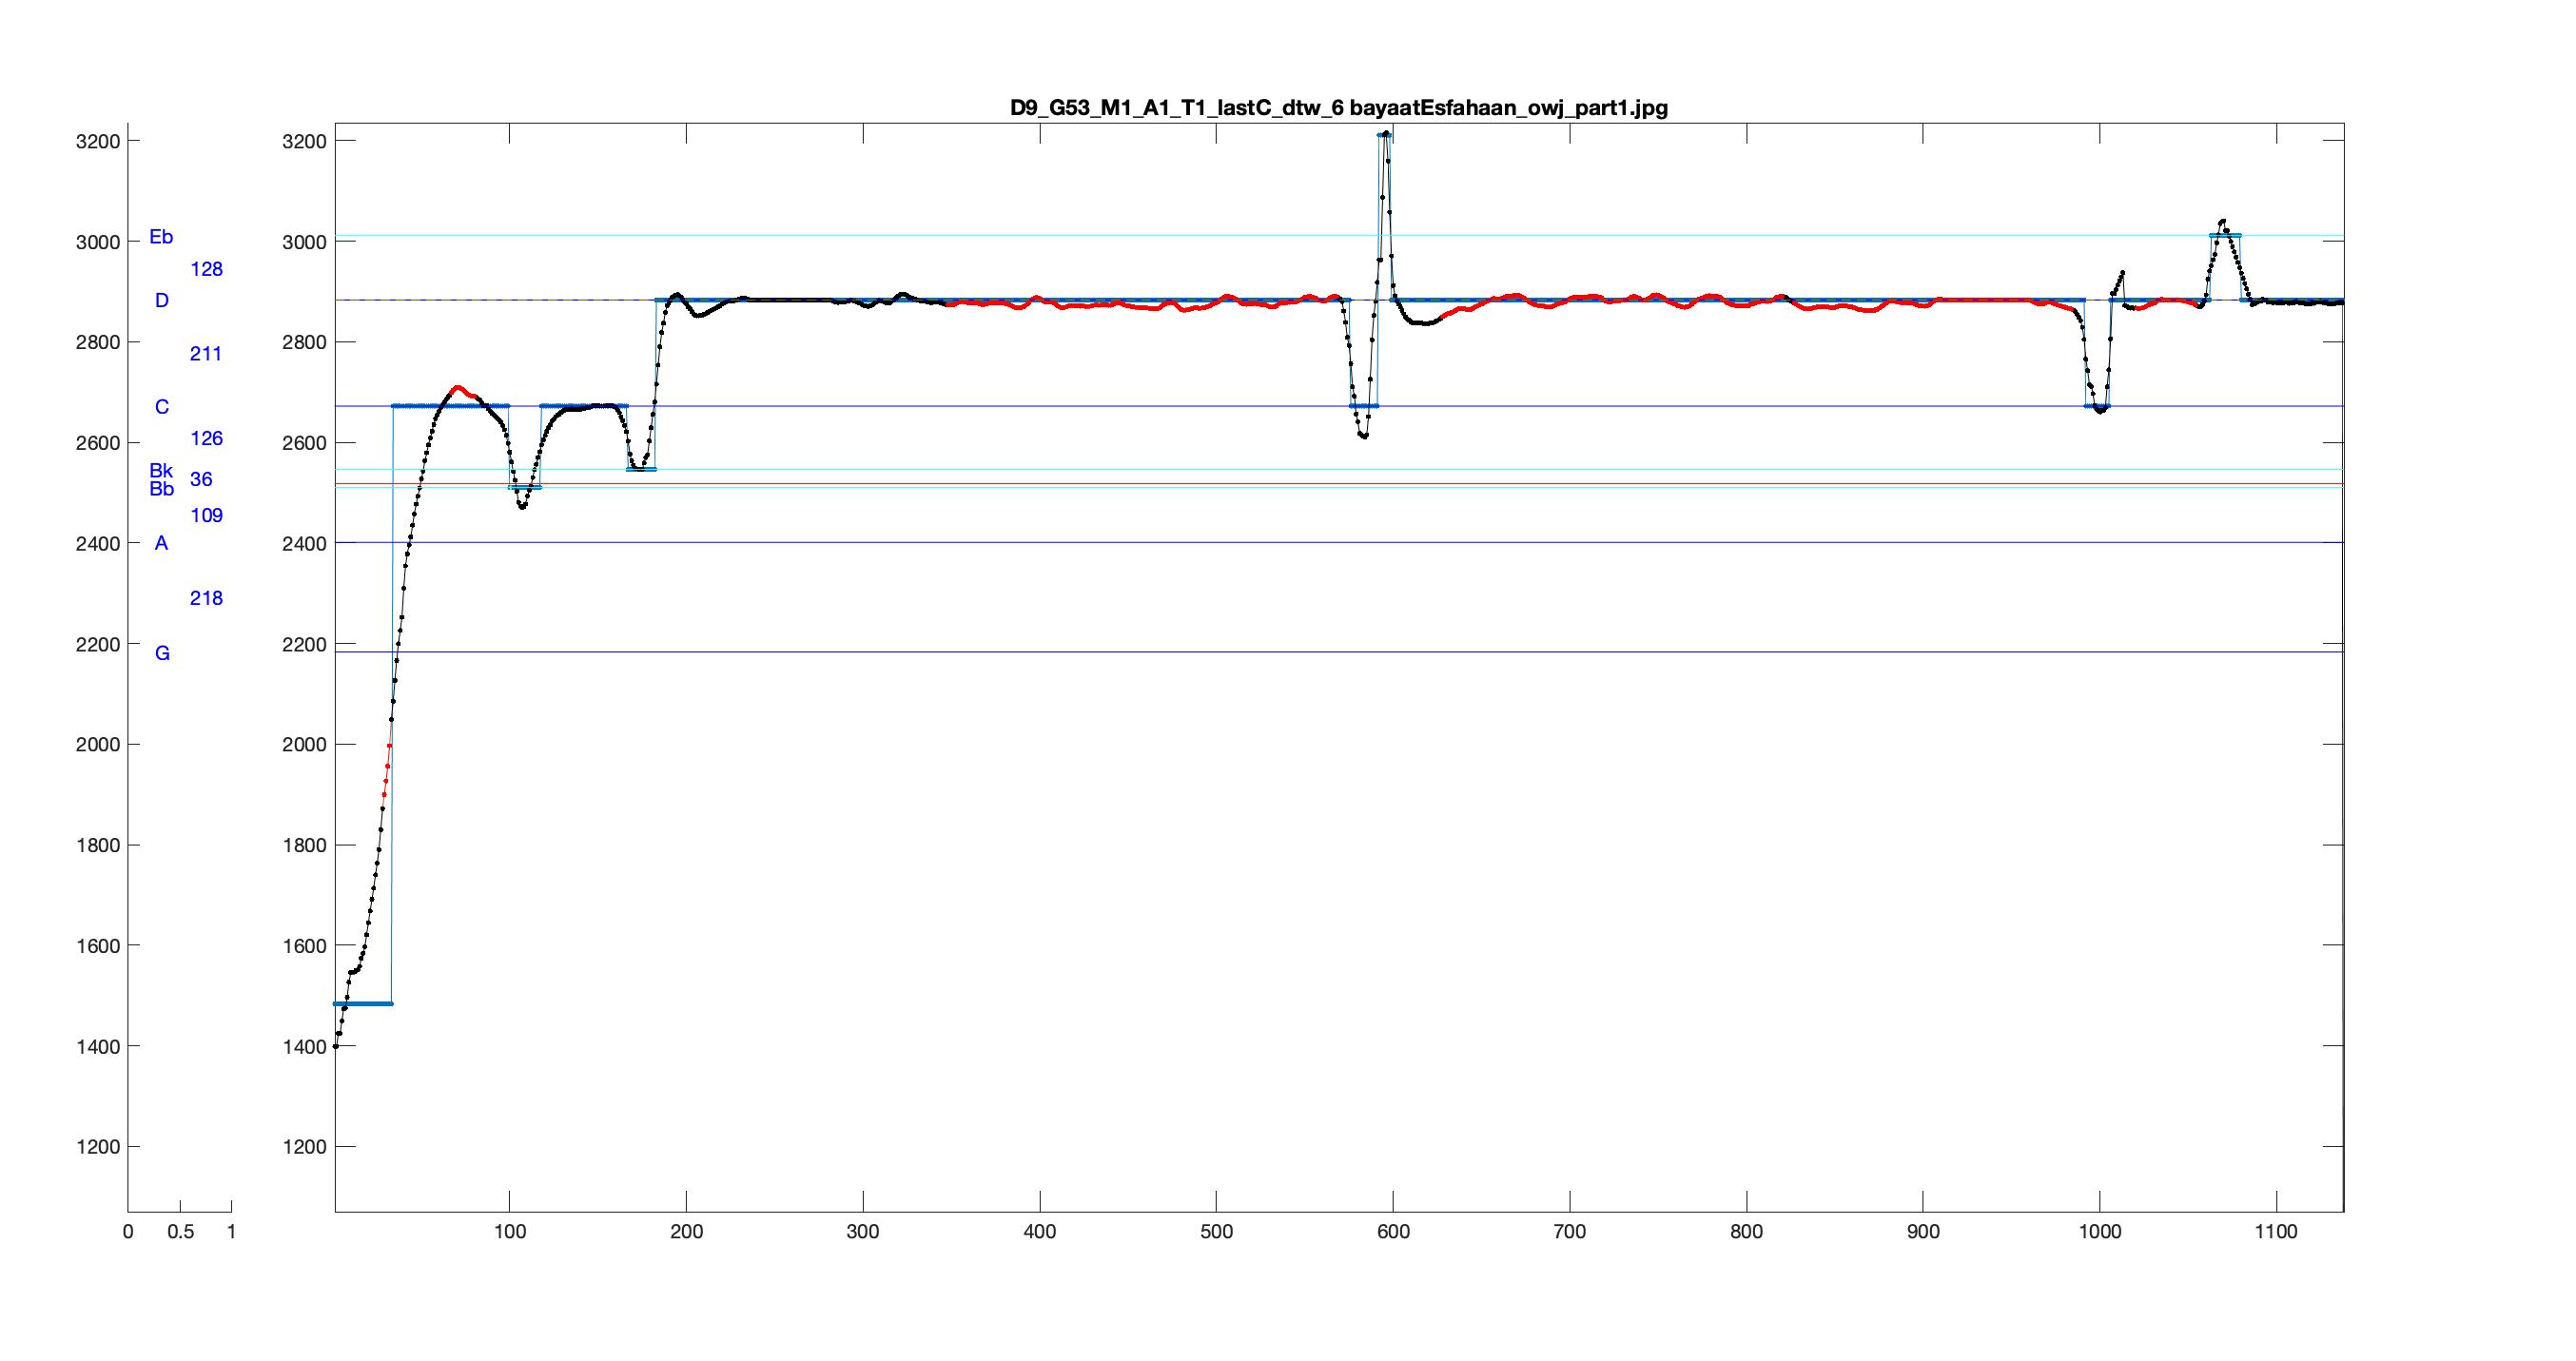 D9_G53_M1_A1_T1_lastC_dtw_6 bayaatEsfahaan_owj_part1.jpg
3200 3200
Eb
3000 3000
128
D
2800 2800
211
C
126
2600 2600
Bk
36
Bb
109
2400 A 2400
218
2200 2200
G
2000 2000
1800 1800
1600 1600
1400 1400
1200 1200
0 0.5 1 100 200 300 400 500 600 700 800 900 1000 1100